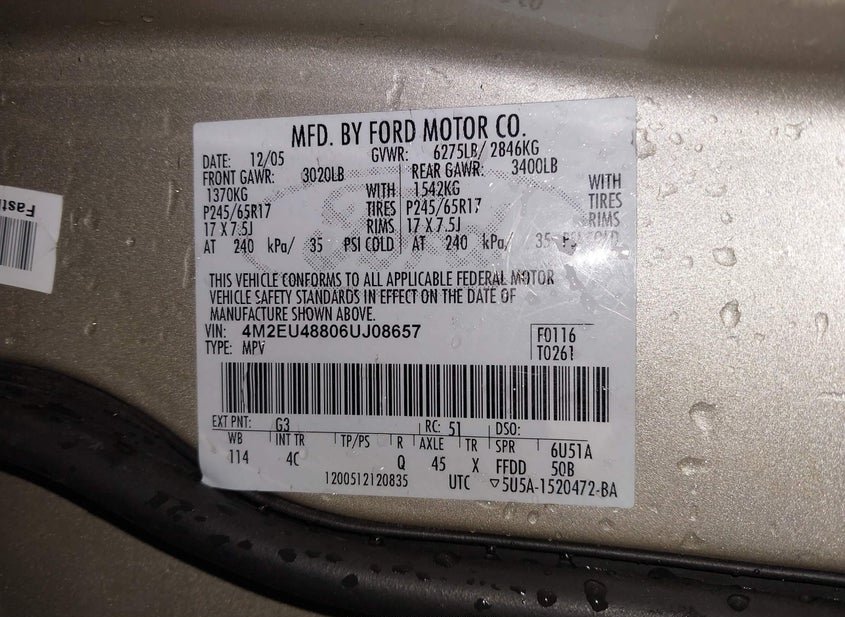 MFD. BY FORD MOTOR CO.
DATE: 12/05 GVWR: 6275LB/ 2846KG
FRONT GAWR: 3020LB REAR GAWR: 3400LB
1370KG WITH 1542KG WITH
P245/65R17 TIRES P245/65R17 TIRES
17 X 7.5J RIMS 17 X 7.5J RIMS
AT 240 kPa/ 35 PSI COLD AT 240 kPa/ 35 PSI COLD
THIS VEHICLE CONFORMS TO ALL APPLICABLE FEDERAL MOTOR
VEHICLE SAFETY STANDARDS IN EFFECT ON THE DATE OF
MANUFACTURE SHOWN ABOVE.
VIN: 4M2EU48806UJ08657 F0116
TYPE: MPV T0261
EXT PNT: G3 RC: 51 DSO:
WB INT TR TP/PS R AXLE TR SPR 6U51A
114 4C Q 45 X FFDD 50B
1200512120835 UTC ▽5U5A-1520472-BA